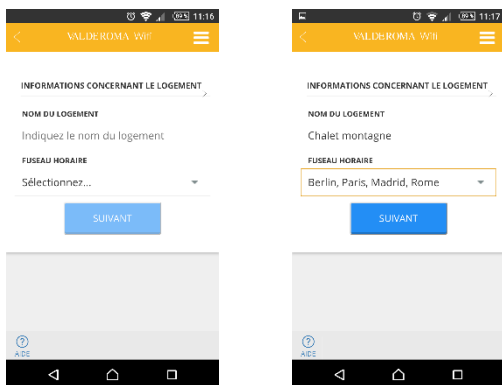 89% 11:16
VALDEROMA Wifi
INFORMATIONS CONCERNANT LE LOGEMENT
NOM DU LOGEMENT
Indiquez le nom du logement
FUSEAU HORAIRE
Sélectionnez...
SUIVANT
AIDE
89% 11:17
VALDEROMA Wifi
INFORMATIONS CONCERNANT LE LOGEMENT
NOM DU LOGEMENT
Chalet montagne
FUSEAU HORAIRE
Berlin, Paris, Madrid, Rome
SUIVANT
AIDE